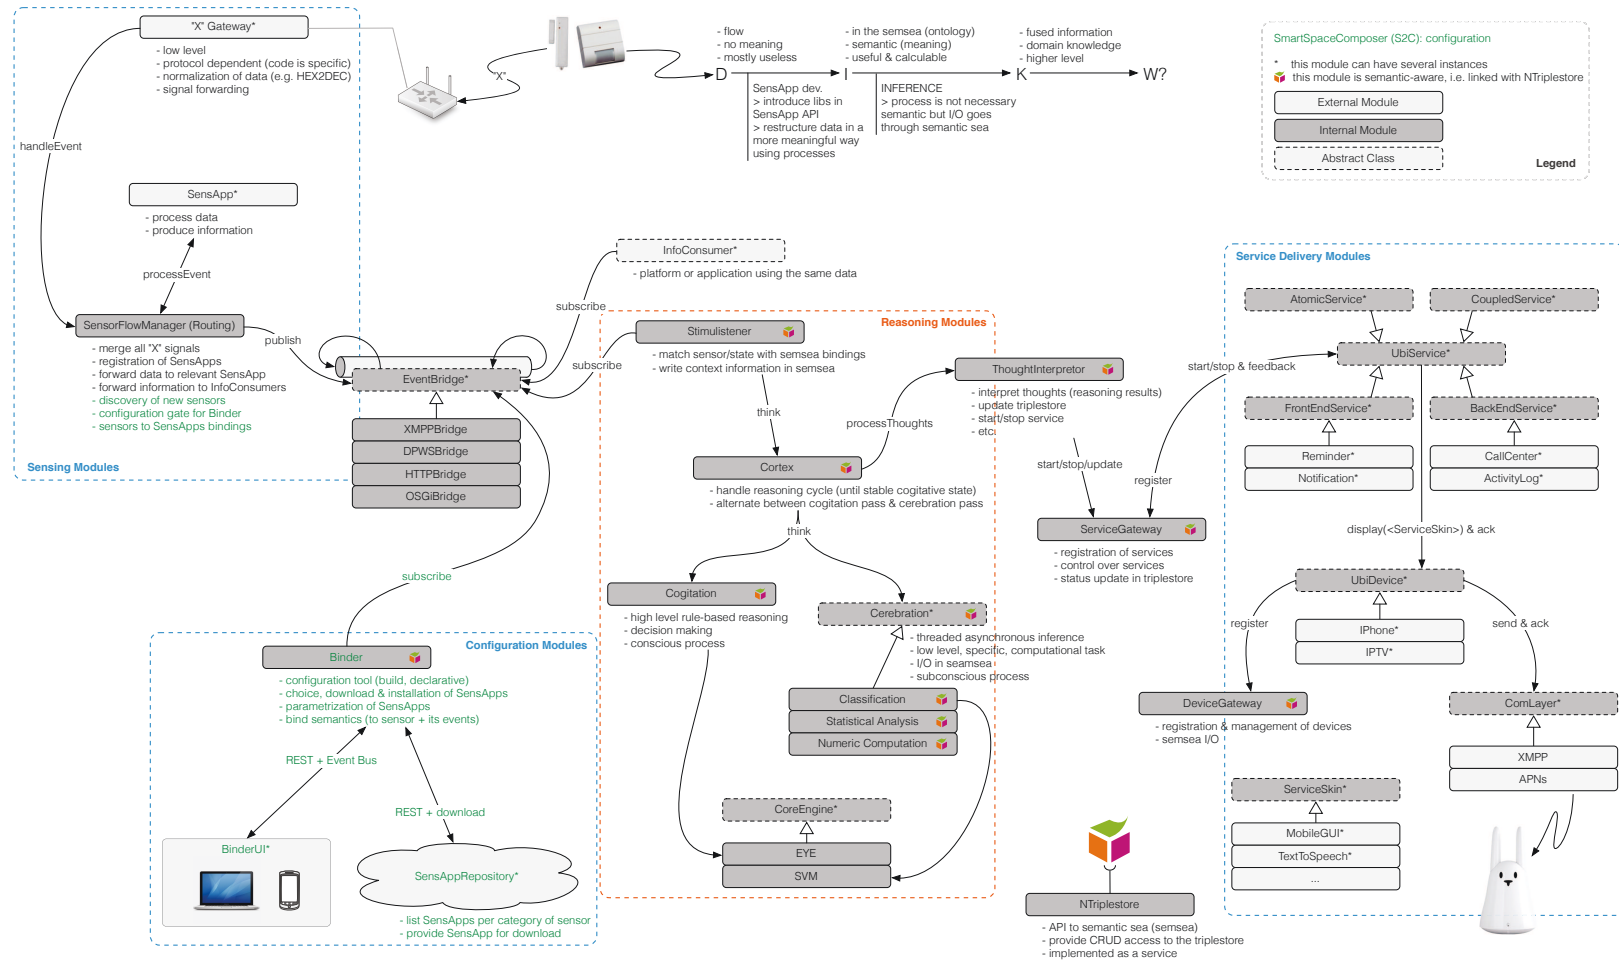 "X" Gateway*
- low level
- protocol dependent (code is specific)
- normalization of data (e.g. HEX2DEC)
- signal forwarding
handleEvent
SensApp*
- process data
- produce information
processEvent
SensorFlowManager (Routing)
- merge all "X" signals
- registration of SensApps
- forward data to relevant SensApp
- forward information to InfoConsumers
- discovery of new sensors
- configuration gate for Binder
- sensors to SensApps bindings
Sensing Modules
publish
"X"
- flow
- no meaning
- mostly useless
- in the semsea (ontology)
- semantic (meaning)
- useful & calculable
- fused information
- domain knowledge
- higher level
D
I
K
W?
SensApp dev.
> introduce libs in
SensApp API
> restructure data in a
more meaningful way
using processes
INFERENCE
> process is not necessary
semantic but I/O goes
through semantic sea
SmartSpaceComposer (S2C): configuration
* this module can have several instances
this module is semantic-aware, i.e. linked with NTriplestore
External Module
Internal Module
Abstract Class
Legend
InfoConsumer*
- platform or application using the same data
subscribe
subscribe
EventBridge*
XMPPBridge
DPWSBridge
HTTPBridge
OSGiBridge
subscribe
Reasoning Modules
Stimulistener
- match sensor/state with semsea bindings
- write context information in semsea
think
Cortex
- handle reasoning cycle (until stable cogitative state)
- alternate between cogitation pass & cerebration pass
think
processThoughts
ThoughtInterpretor
- interpret thoughts (reasoning results)
- update triplestore
- start/stop service
- etc.
start/stop/update
ServiceGateway
- registration of services
- control over services
- status update in triplestore
Cogitation
- high level rule-based reasoning
- decision making
- conscious process
Cerebration*
- threaded asynchronous inference
- low level, specific, computational task
- I/O in seamsea
- subconscious process
Classification
Statistical Analysis
Numeric Computation
CoreEngine*
EYE
SVM
Configuration Modules
Binder
- configuration tool (build, declarative)
- choice, download & installation of SensApps
- parametrization of SensApps
- bind semantics (to sensor + its events)
REST + Event Bus
REST + download
BinderUI*
SensAppRepository*
- list SensApps per category of sensor
- provide SensApp for download
NTriplestore
- API to semantic sea (semsea)
- provide CRUD access to the triplestore
- implemented as a service
Service Delivery Modules
AtomicService*
CoupledService*
UbiService*
start/stop & feedback
register
FrontEndService*
BackEndService*
Reminder*
Notification*
CallCenter*
ActivityLog*
display(<ServiceSkin>) & ack
UbiDevice*
IPhone*
IPTV*
register
send & ack
DeviceGateway
- registration & management of devices
- semsea I/O
ComLayer*
XMPP
APNs
ServiceSkin*
MobileGUI*
TextToSpeech*
...